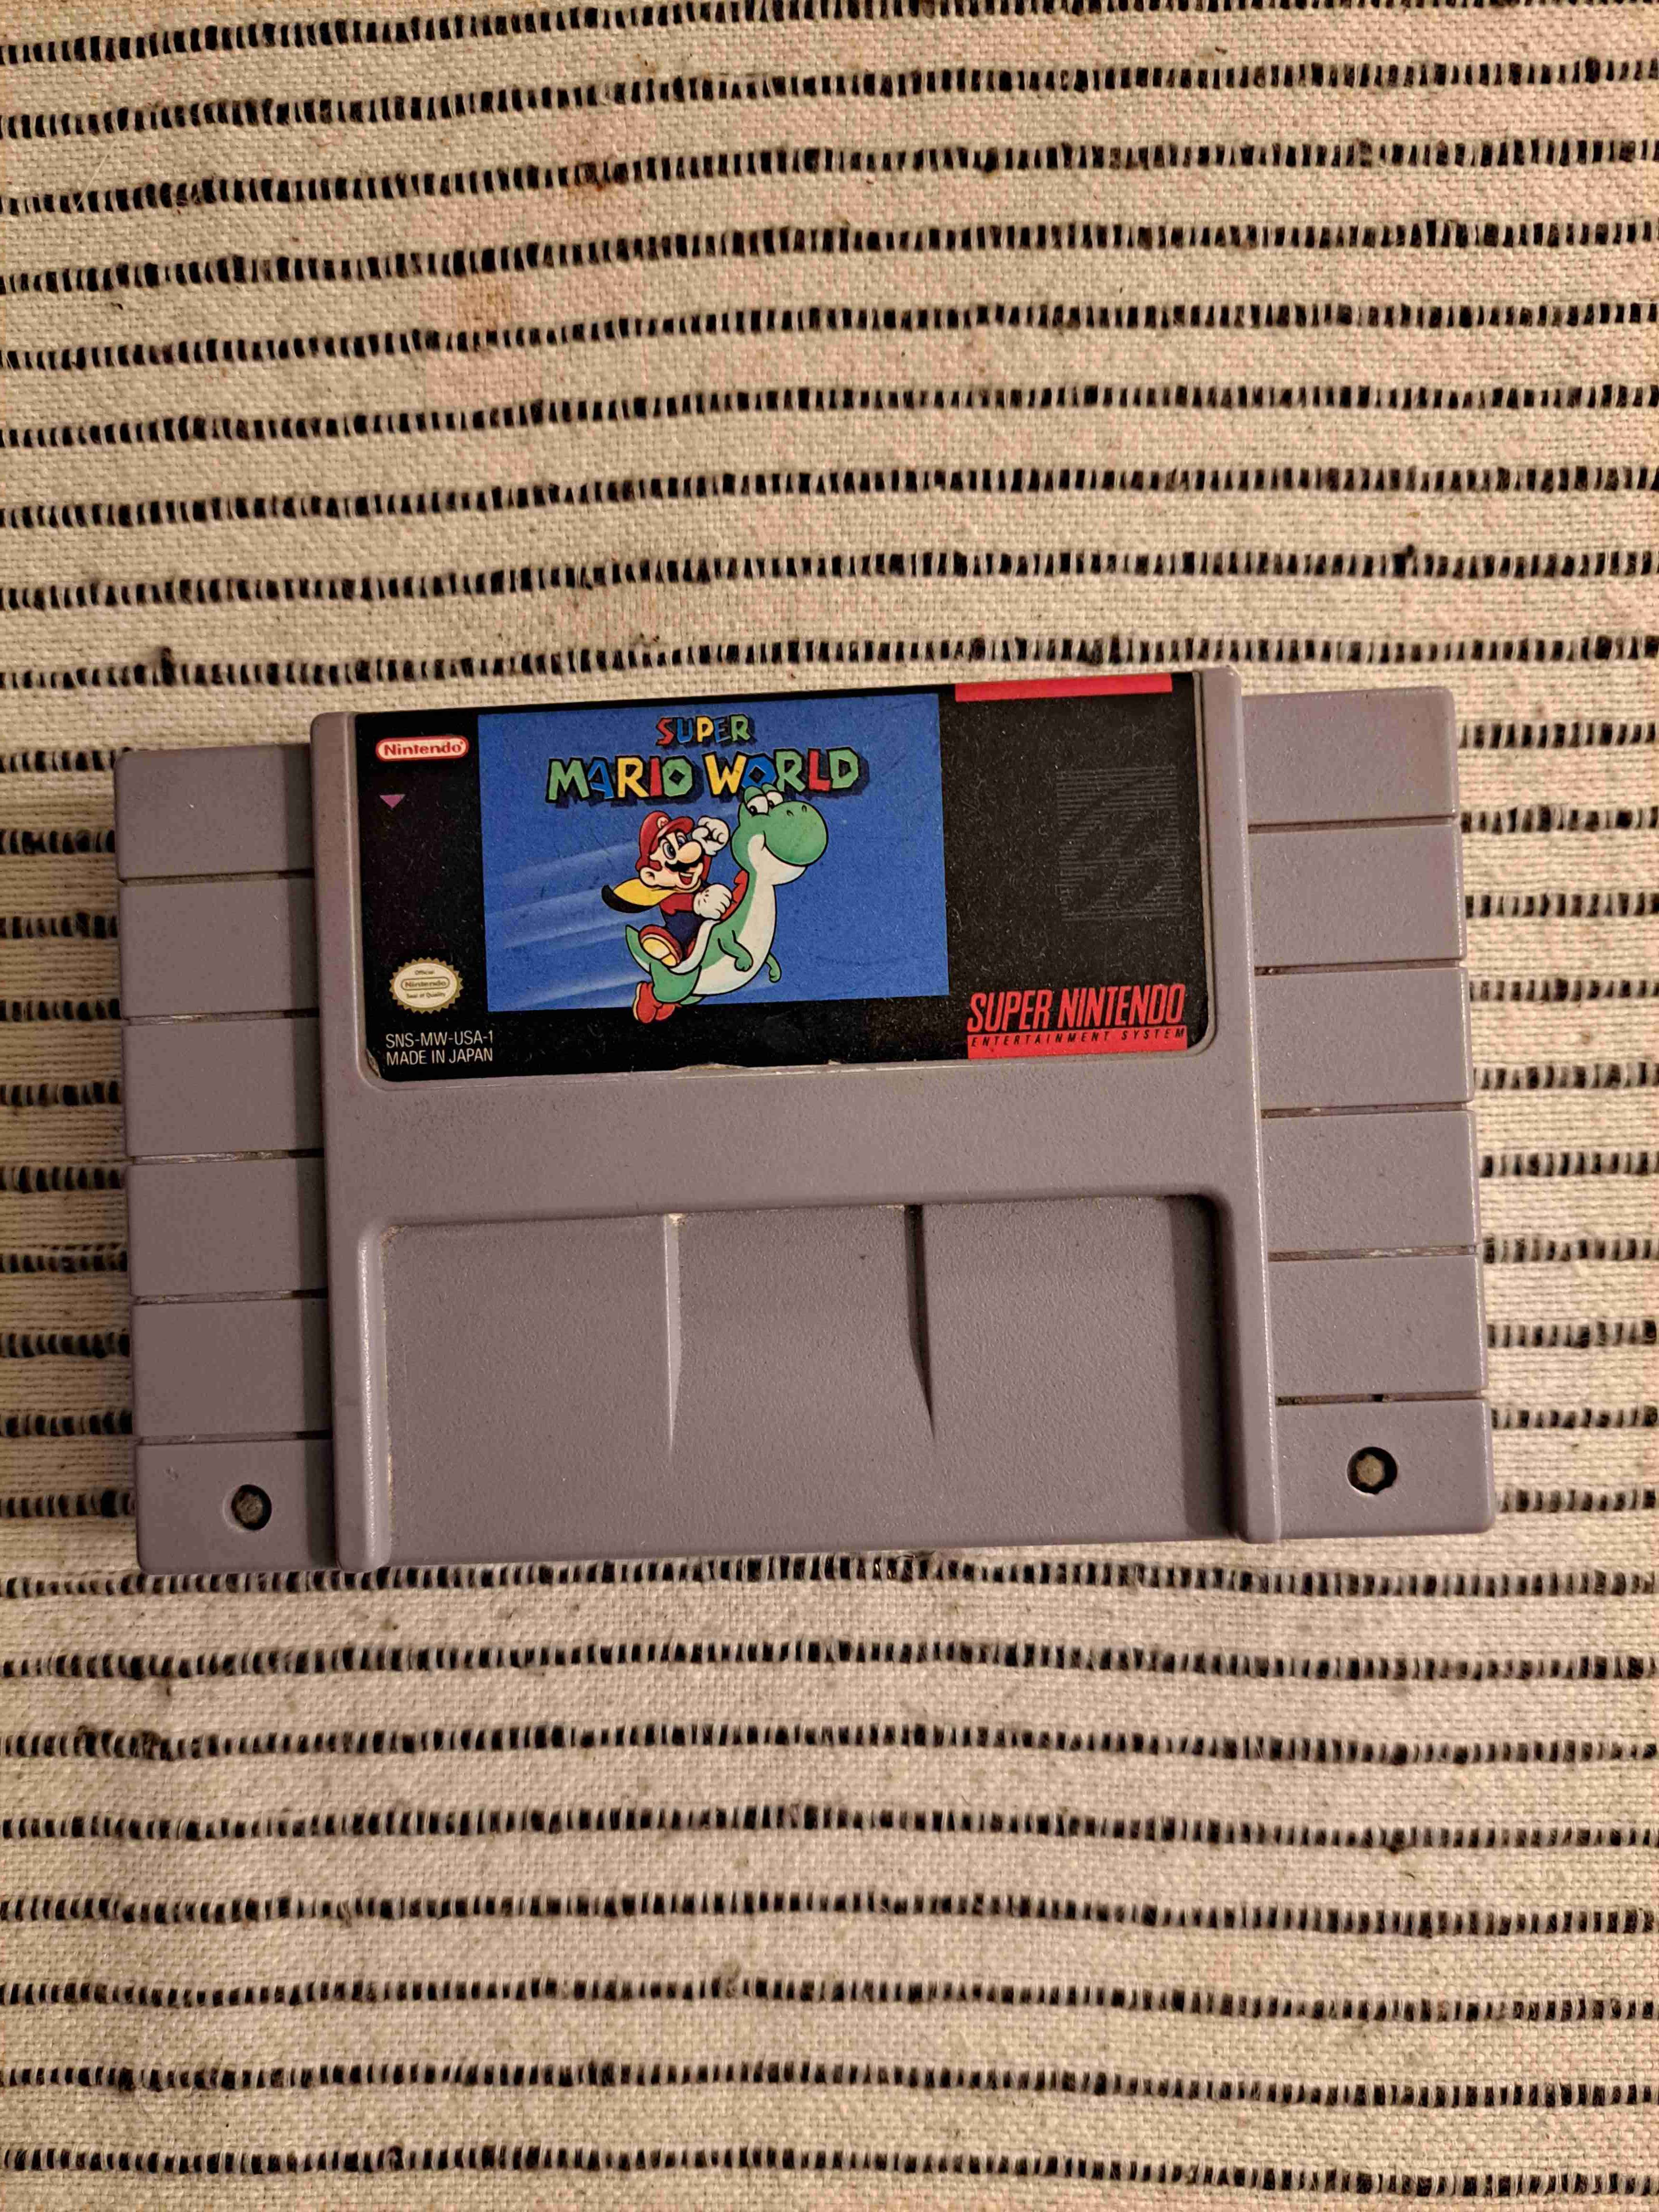 Nintendo
SUPER
MARIO WORLD
Official
Nintendo
Seal of Quality
SNS-MW-USA-1
MADE IN JAPAN
SUPER NINTENDO
ENTERTAINMENT SYSTEM